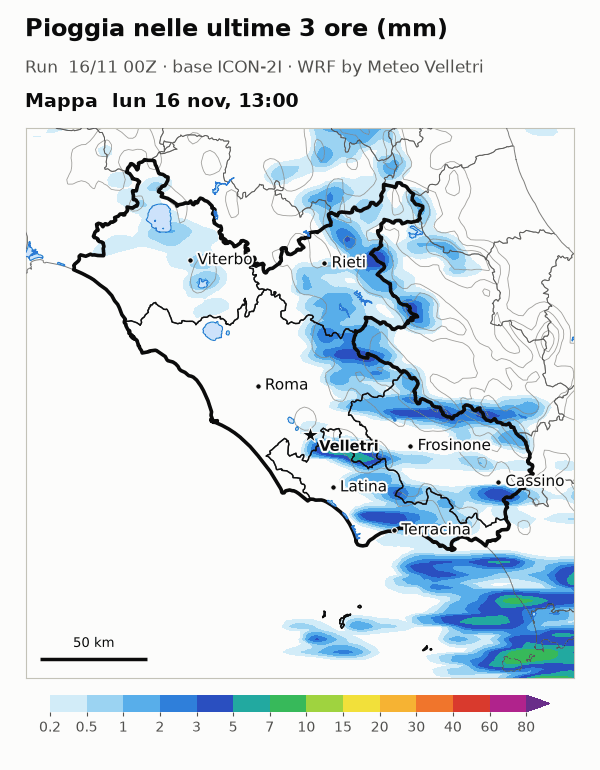 Pioggia nelle ultime 3 ore (mm)
Run  16/11 00Z · base ICON-2I · WRF by Meteo Velletri
Mappa  lun 16 nov, 13:00
Viterbo
Rieti
Roma
Velletri
Frosinone
Cassino
Latina
Terracina
50 km
0.2 0.5 1 2 3 5 7 10 15 20 30 40 60 80